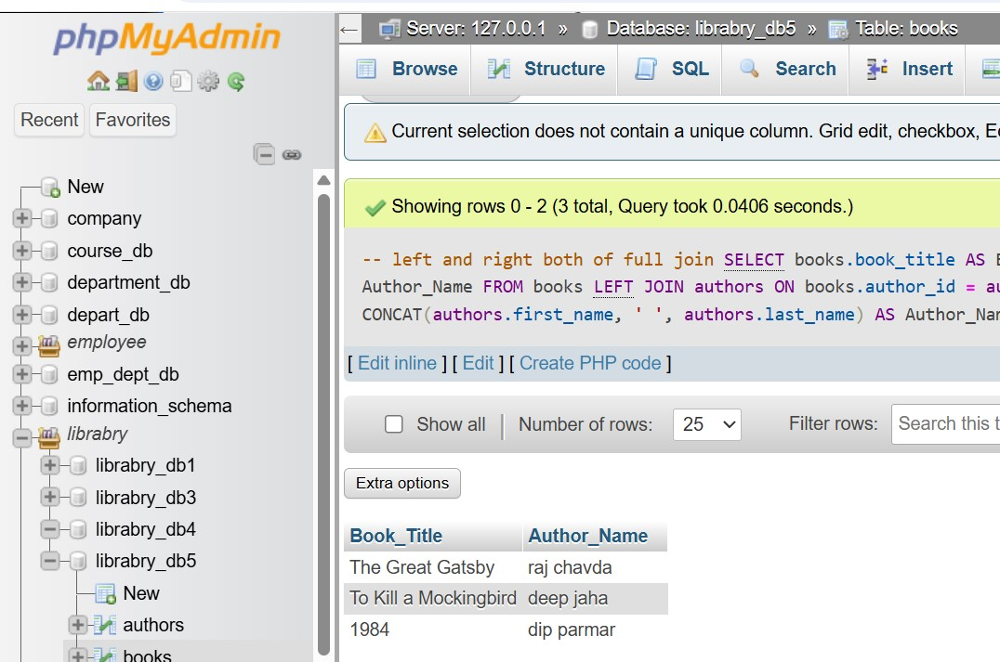 phpMyAdmin
Recent Favorites
New
company
course_db
department_db
depart_db
employee
emp_dept_db
information_schema
librabry
librabry_db1
librabry_db3
librabry_db4
librabry_db5
New
authors
books
← Server: 127.0.0.1 » Database: librabry_db5 » Table: books
Browse Structure SQL Search Insert
Current selection does not contain a unique column. Grid edit, checkbox, E
Showing rows 0 - 2 (3 total, Query took 0.0406 seconds.)
-- left and right both of full join SELECT books.book_title AS
Author_Name FROM books LEFT JOIN authors ON books.author_id = au
CONCAT(authors.first_name, ' ', authors.last_name) AS Author_Na
[ Edit inline ] [ Edit ] [ Create PHP code ]
Show all | Number of rows: 25 Filter rows: Search this t
Extra options
Book_Title Author_Name
The Great Gatsby raj chavda
To Kill a Mockingbird deep jaha
1984 dip parmar